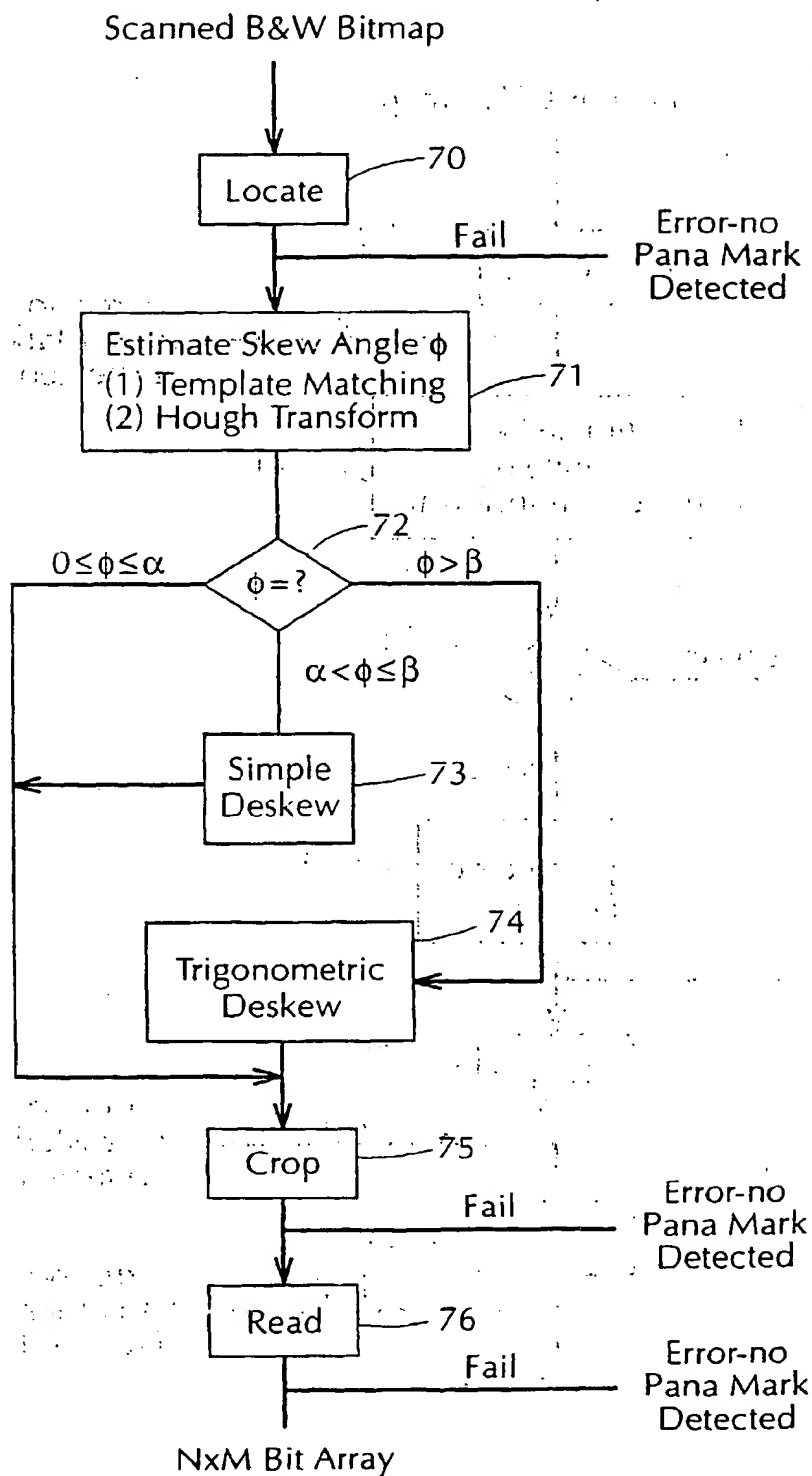 Scanned B&W Bitmap
70
Locate
Fail
Error-no
Pana Mark
Detected
Estimate Skew Angle ϕ
(1) Template Matching
(2) Hough Transform
71
72
0≤ϕ≤α
ϕ=?
ϕ>β
α<ϕ≤β
Simple
Deskew
73
74
Trigonometric
Deskew
Crop
75
Fail
Error-no
Pana Mark
Detected
Read
76
Fail
Error-no
Pana Mark
Detected
NxM Bit Array